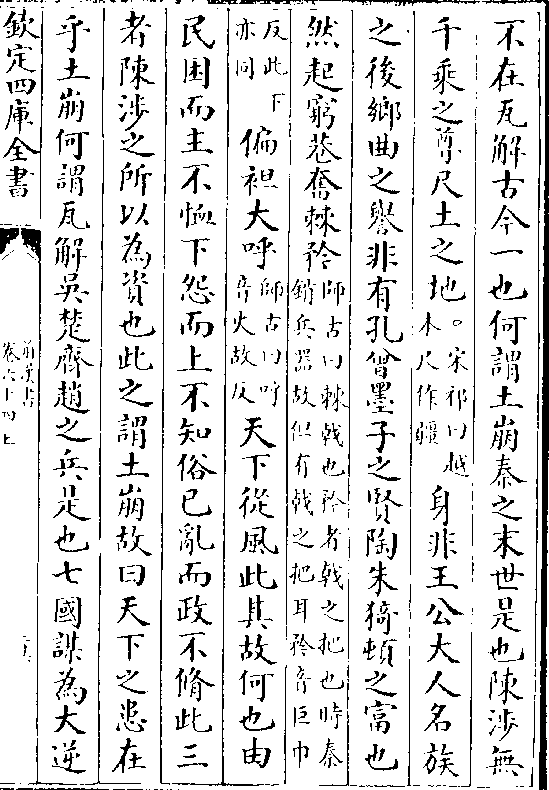 不在瓦解古今一也何謂土崩秦之末世是也陳涉無
千乘之尊尺土之地。宋祁曰越本尺作疆身非王公大人名族
之後鄉曲之譽非有孔曾墨子之賢陶朱猗頓之富也
然起窮巷奮棘矜師古曰棘戟也矜者戟之把也時秦銷兵器故但有戟之把耳矜音巨巾
反此下亦同偏袒大呼師古曰呼音火故反天下從風此其故何也由
民困而主不恤下怨而上不知俗已亂而政不脩此三
者陳涉之所以為資也此之謂土崩故曰天下之患在
乎土崩何謂瓦解吳楚齊趙之兵是也七國謀為大逆
欽定四庫全書
前漢書
卷六十四上